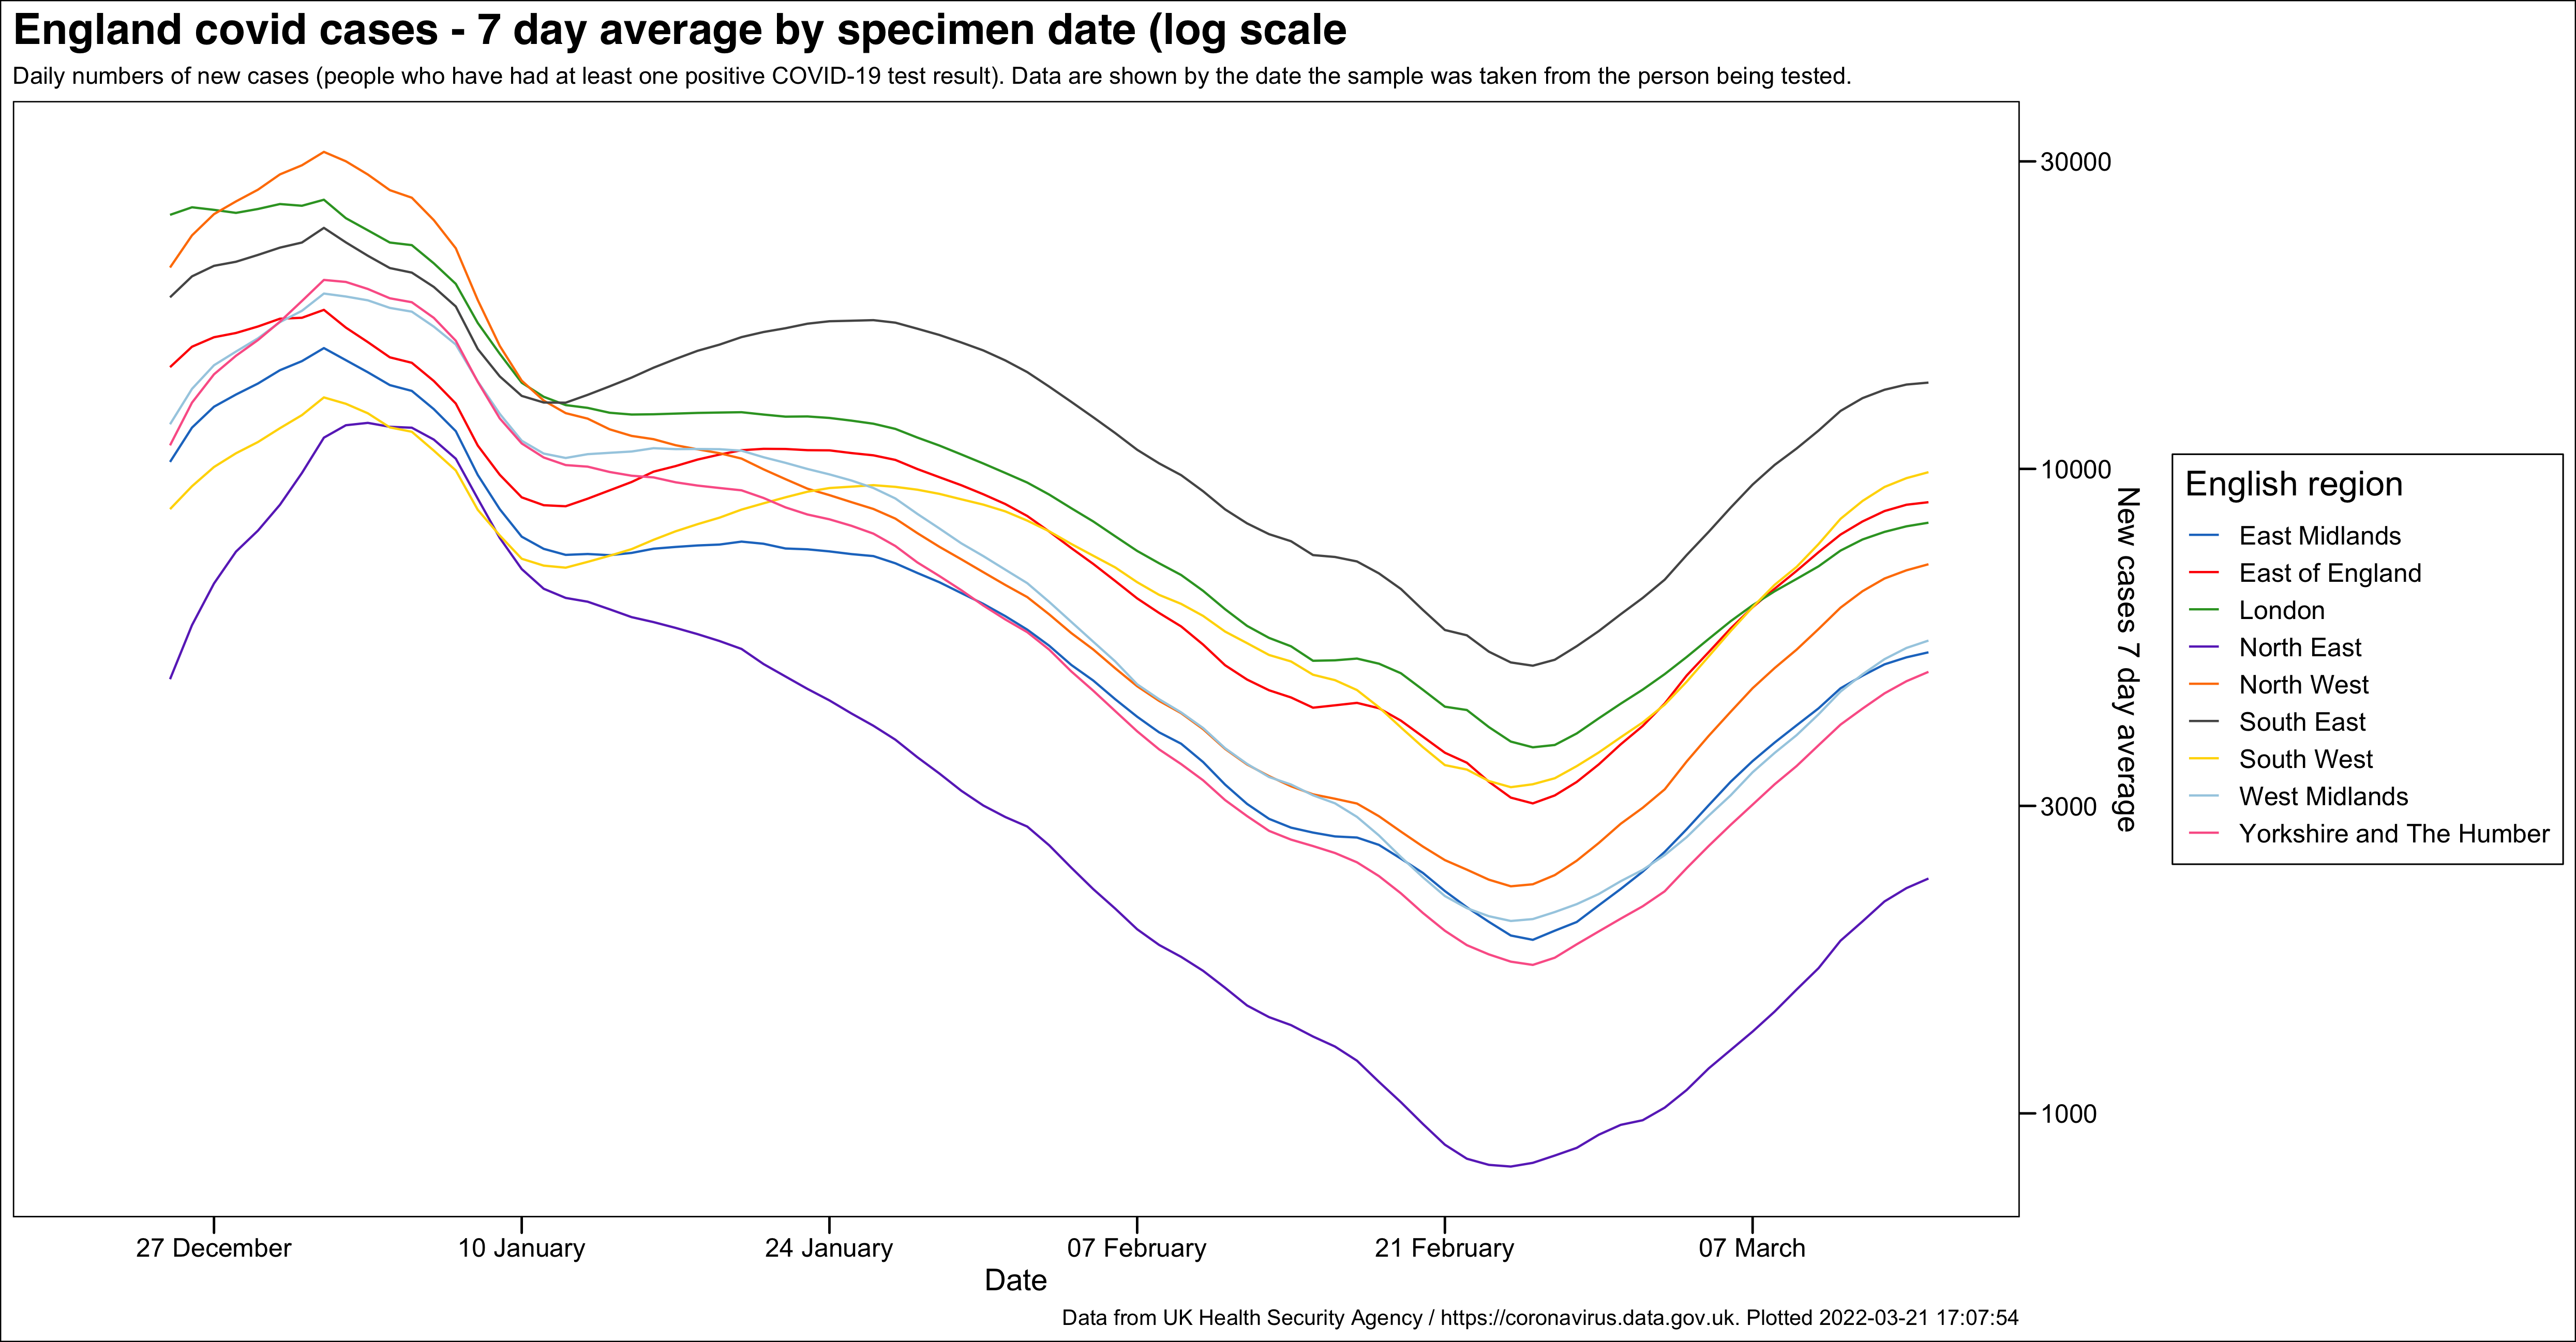 England covid cases - 7 day average by specimen date (log scale
Daily numbers of new cases (people who have had at least one positive COVID-19 test result). Data are shown by the date the sample was taken from the person being tested.
30000
10000
3000
1000
New cases 7 day average
English region
East Midlands
East of England
London
North East
North West
South East
South West
West Midlands
Yorkshire and The Humber
27 December
10 January
24 January
07 February
21 February
07 March
Date
Data from UK Health Security Agency / https://coronavirus.data.gov.uk. Plotted 2022-03-21 17:07:54